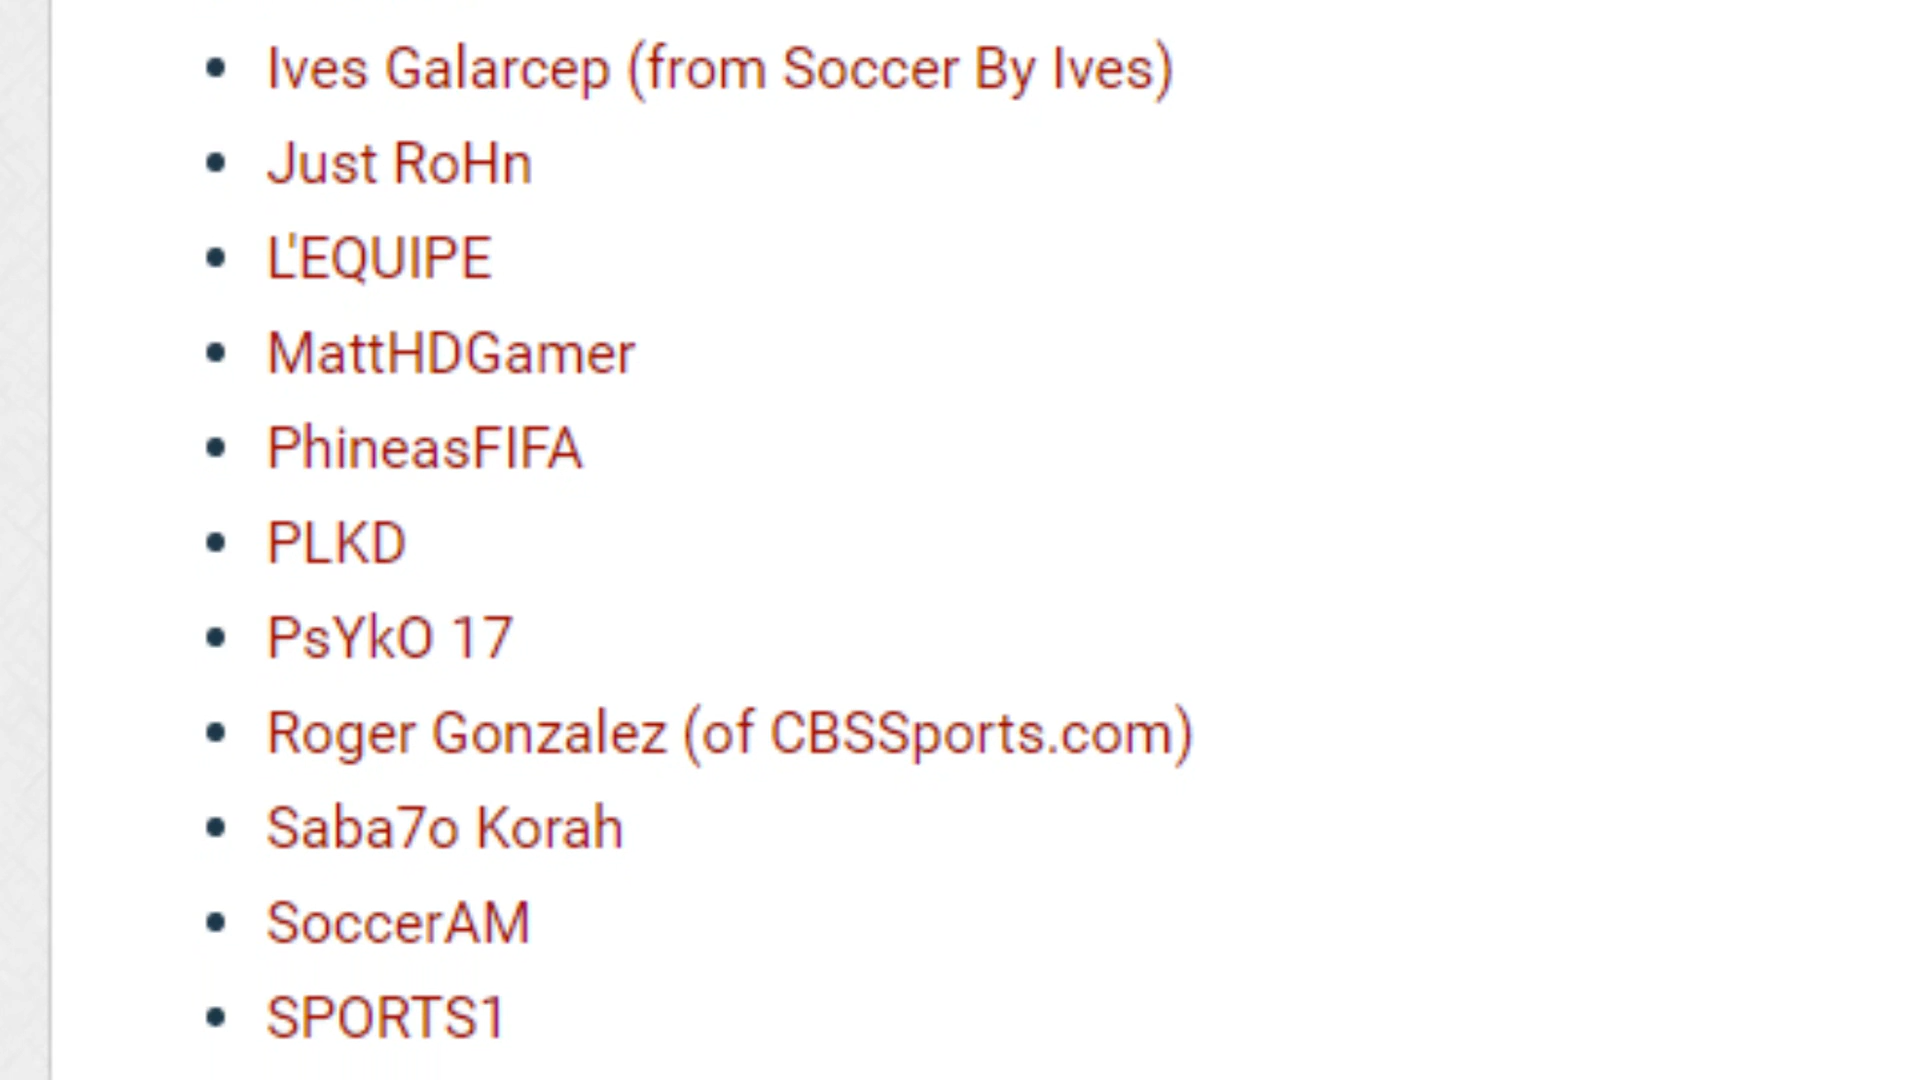 • Ives Galarcep (from Soccer By Ives)
• Just RoHn
• L'EQUIPE
• MattHDGamer
• PhineasFIFA
• PLKD
• PsYkO 17
• Roger Gonzalez (of CBSSports.com)
• Saba7o Korah
• SoccerAM
• SPORTS1